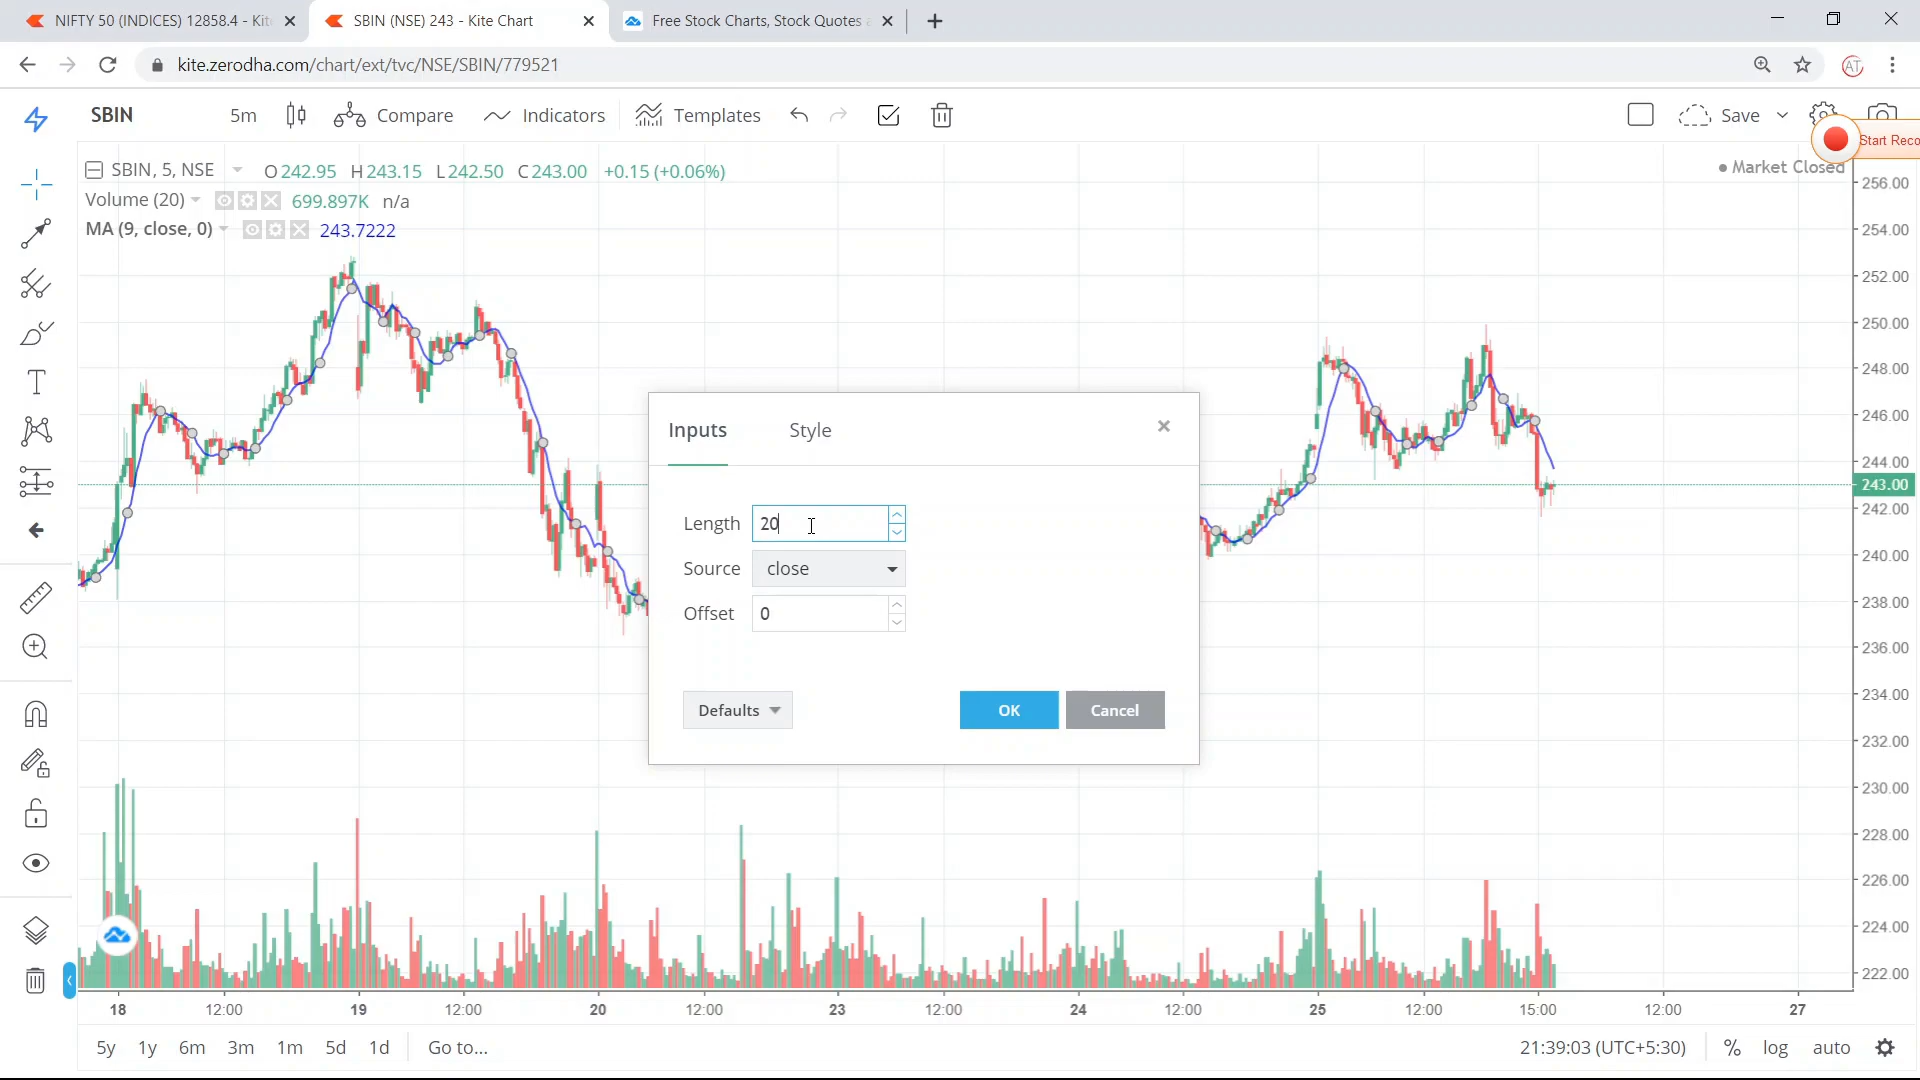 NIFTY 50 (INDICES) 12858.4 - Kit
SBIN (NSE) 243 - Kite Chart
Free Stock Charts, Stock Quotes a
kite.zerodha.com/chart/ext/tvc/NSE/SBIN/779521
AT
SBIN
5m
Compare
Indicators
Templates
Save
Start Reco
SBIN, 5, NSE O242.95 H243.15 L242.50 C243.00 +0.15 (+0.06%)
Market Closed
Volume (20) 699.897K n/a
MA (9, close, 0) 243.7222
256.00
254.00
252.00
250.00
248.00
246.00
244.00
243.00
242.00
240.00
238.00
236.00
234.00
232.00
230.00
228.00
226.00
224.00
222.00
Inputs Style
Length 20
Source close
Offset 0
Defaults OK Cancel
18 12:00 19 12:00 20 12:00 23 12:00 24 12:00 25 12:00 15:00 12:00 27
5y 1y 6m 3m 1m 5d 1d Go to... 21:39:03 (UTC+5:30) % log auto